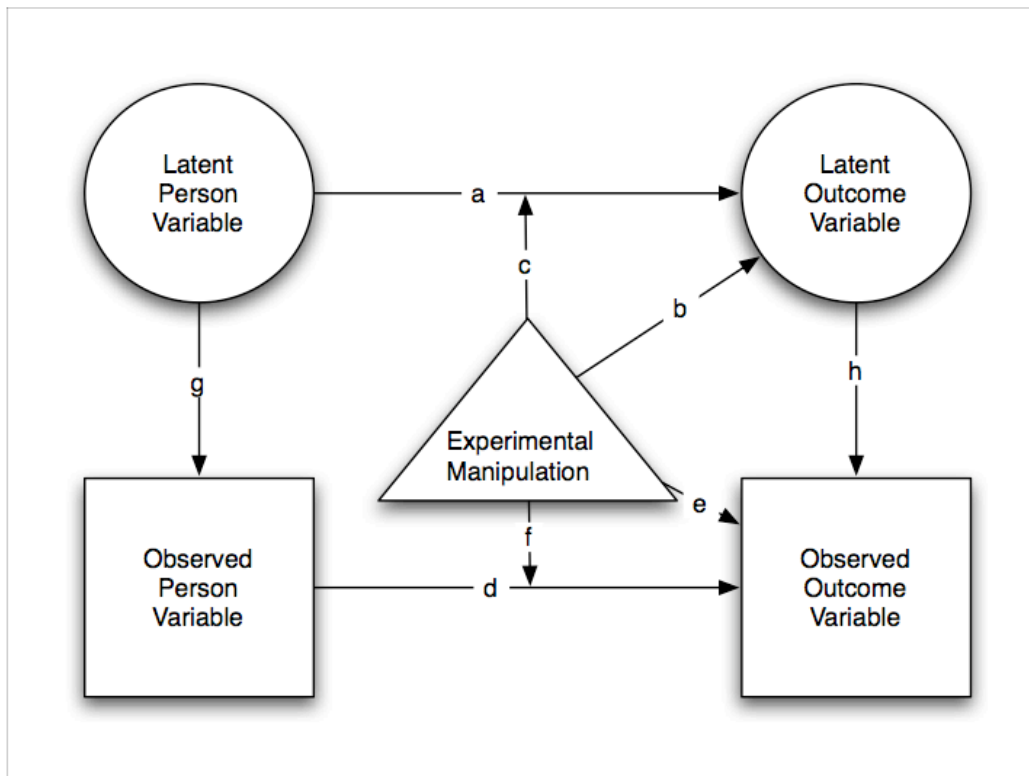 Latent
Person
Variable
a
Latent
Outcome
Variable
c
b
g
h
Experimental
Manipulation
e
f
Observed
Person
Variable
d
Observed
Outcome
Variable